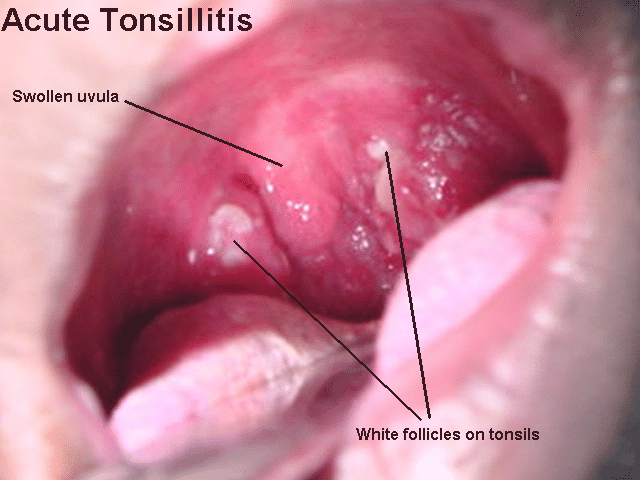 Acute Tonsillitis
Swollen uvula
White follicles on tonsils